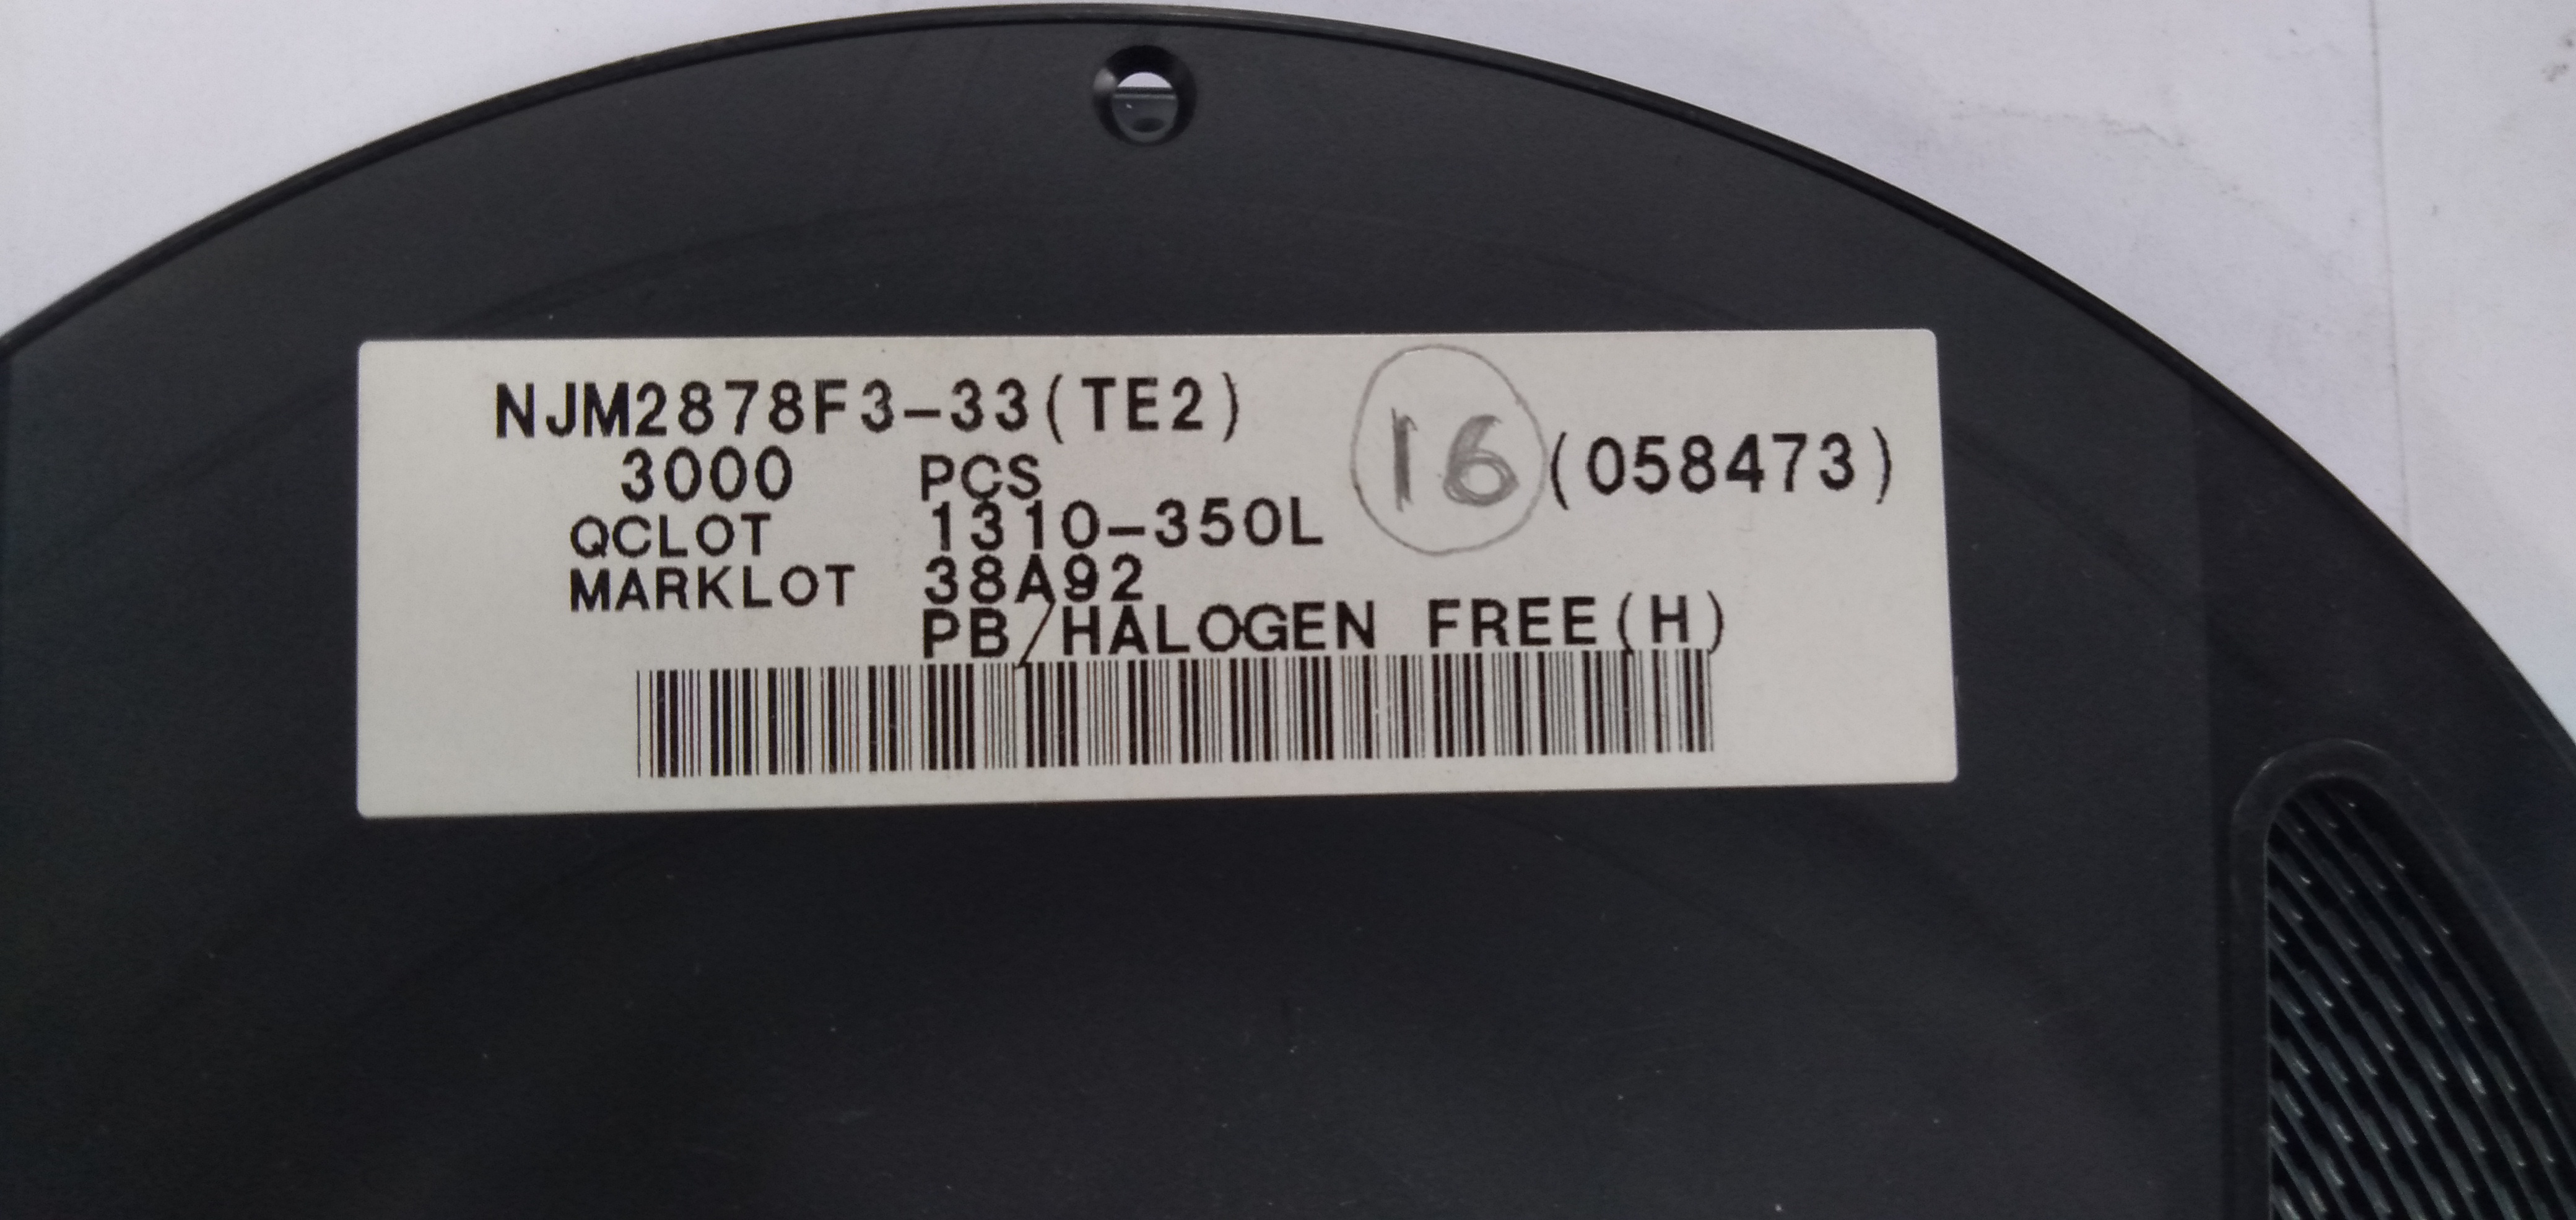 NJM2878F3-33(TE2)
16 (058473)
3000 PCS
QCLOT 1310-350L
MARKLOT 38A92
PB/HALOGEN FREE(H)